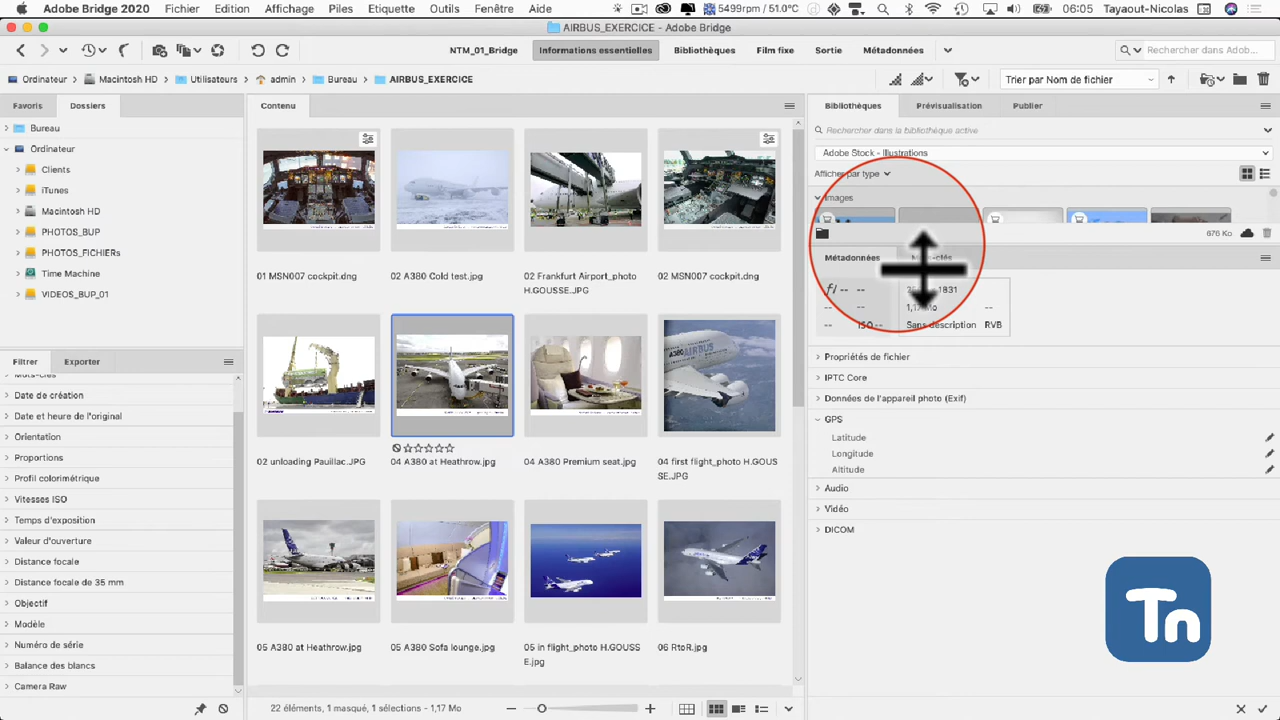 Adobe Bridge 2020 Fichier Edition Affichage Piles Etiquette Outils Fenêtre Aide 5499rpm / 51.0°C 06:05 Tayaout-Nicolas
AIRBUS_EXERCICE - Adobe Bridge
NTM_01_Bridge Informations essentielles Bibliothèques Film fixe Sortie Métadonnées Rechercher dans Adob...
Ordinateur Macintosh HD Utilisateurs admin Bureau AIRBUS_EXERCICE Trier par Nom de fichier
Favoris Dossiers
Bureau
Ordinateur
Clients
iTunes
Macintosh HD
PHOTOS_BUP
PHOTOS_FICHIERs
Time Machine
VIDEOS_BUP_01
Filtrer Exporter
Mots-clés
Date de création
Date et heure de l'original
Orientation
Proportions
Profil colorimétrique
Vitesses ISO
Temps d'exposition
Valeur d'ouverture
Distance focale
Distance focale de 35 mm
Objectif
Modèle
Numéro de série
Balance des blancs
Camera Raw
Contenu
01 MSN007 cockpit.dng
02 A380 Cold test.jpg
02 Frankfurt Airport_photo
H.GOUSSE.JPG
02 MSN007 cockpit.dng
02 unloading Pauillac.JPG
04 A380 at Heathrow.jpg
04 A380 Premium seat.jpg
04 first flight_photo H.GOUS
SE.JPG
05 A380 at Heathrow.jpg
05 A380 Sofa lounge.jpg
05 in flight_photo H.GOUSS
E.jpg
06 RtoR.jpg
22 éléments, 1 masqué, 1 sélections - 1,17 Mo
Bibliothèques Prévisualisation Publier
Rechercher dans la bibliothèque active
Adobe Stock - Illustrations
Afficher par type
Images
676 Ko
Métadonnées
f/ -- --
-- --
-- ISO --
1831
Sans description RVB
Propriétés de fichier
IPTC Core
Données de l'appareil photo (Exif)
GPS
Latitude
Longitude
Altitude
Audio
Vidéo
DICOM
Tn